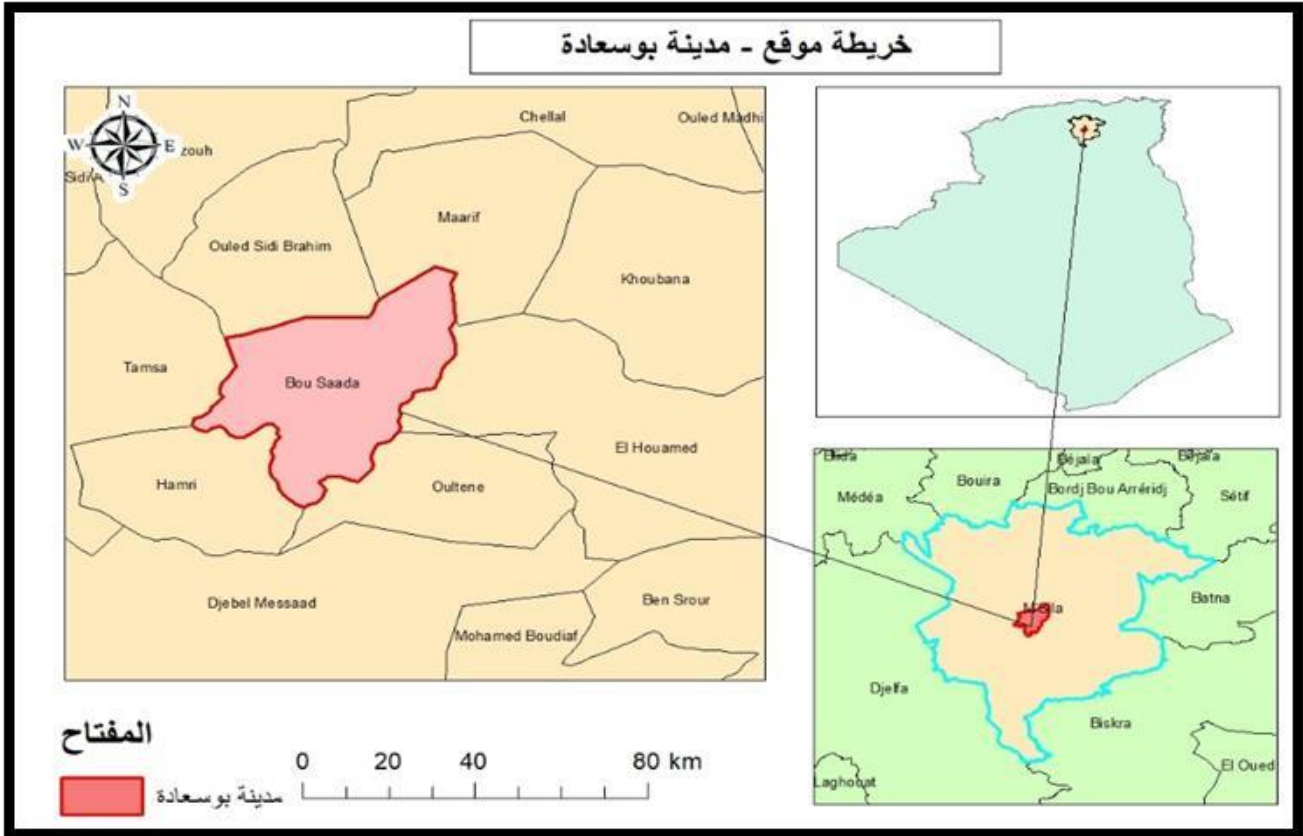 خريطة موقع - مدينة بوسعادة
N
W E
S
zouh
Chellal
Ouled Madhi
Maarif
Ouled Sidi Brahim
Khoubana
Tamsa
Bou Saada
El Houamed
Hamri
Oultene
Djebel Messaad
Ben Srour
Mohamed Boudiaf
Béjaïa
Médéa
Bouira
Bordj Bou Arréridj
Sétif
Batna
Djelfa
Biskra
El Oued
Laghouat
المفتاح
مدينة بوسعادة
0 20 40 80 km